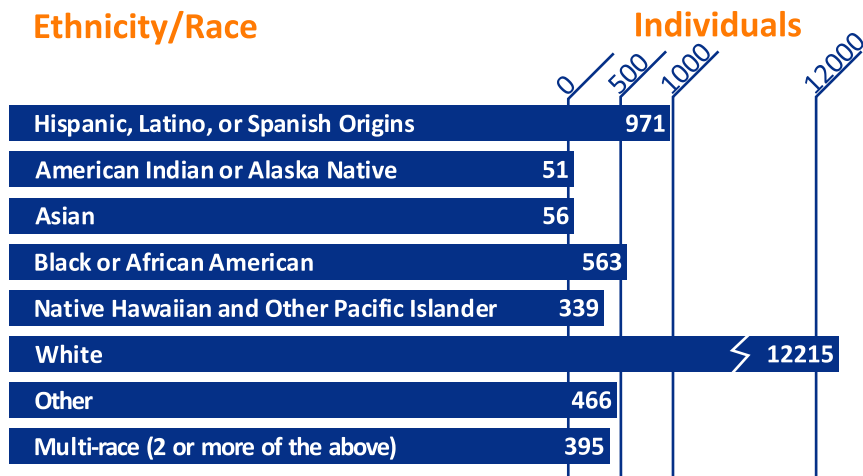 Ethnicity/Race Individuals
0 500 1000 12000
Hispanic, Latino, or Spanish Origins 971
American Indian or Alaska Native 51
Asian 56
Black or African American 563
Native Hawaiian and Other Pacific Islander 339
White 12215
Other 466
Multi-race (2 or more of the above) 395